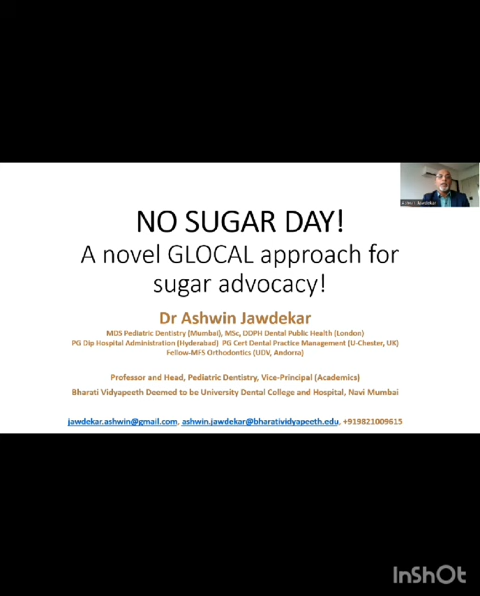 Jawdekar
NO SUGAR DAY!
A novel GLOCAL approach for
sugar advocacy!
Dr Ashwin Jawdekar
MDS Pediatric Dentistry (Mumbai), MSc, DDPH Dental Public Health (London)
PG Dip Hospital Administration (Hyderabad) PG Cert Dental Practice Management (U-Chester, UK)
Fellow-MFS Orthodontics (UDV, Andorra)
Professor and Head, Pediatric Dentistry, Vice-Principal (Academics)
Bharati Vidyapeeth Deemed to be University Dental College and Hospital, Navi Mumbai
jawdekar.ashwin@gmail.com, ashwin.jawdekar@bharatividyapeeth.edu, +919821009615
InShOt